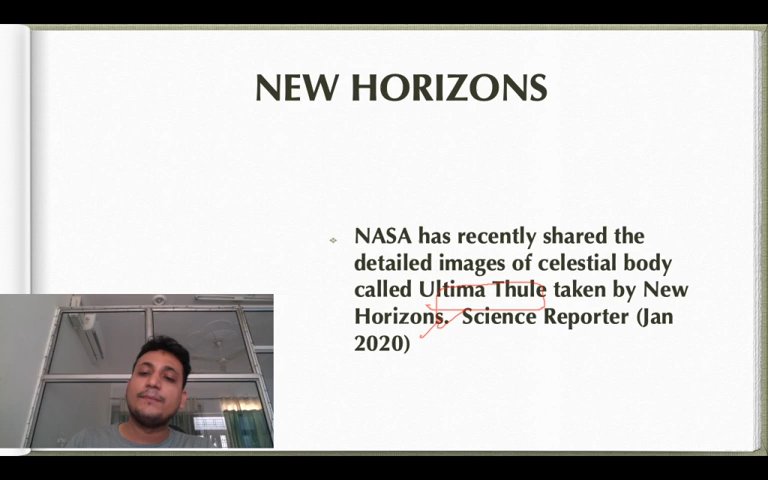 NEW HORIZONS
NASA has recently shared the
detailed images of celestial body
called Ultima Thule taken by New
Horizons. Science Reporter (Jan
2020)